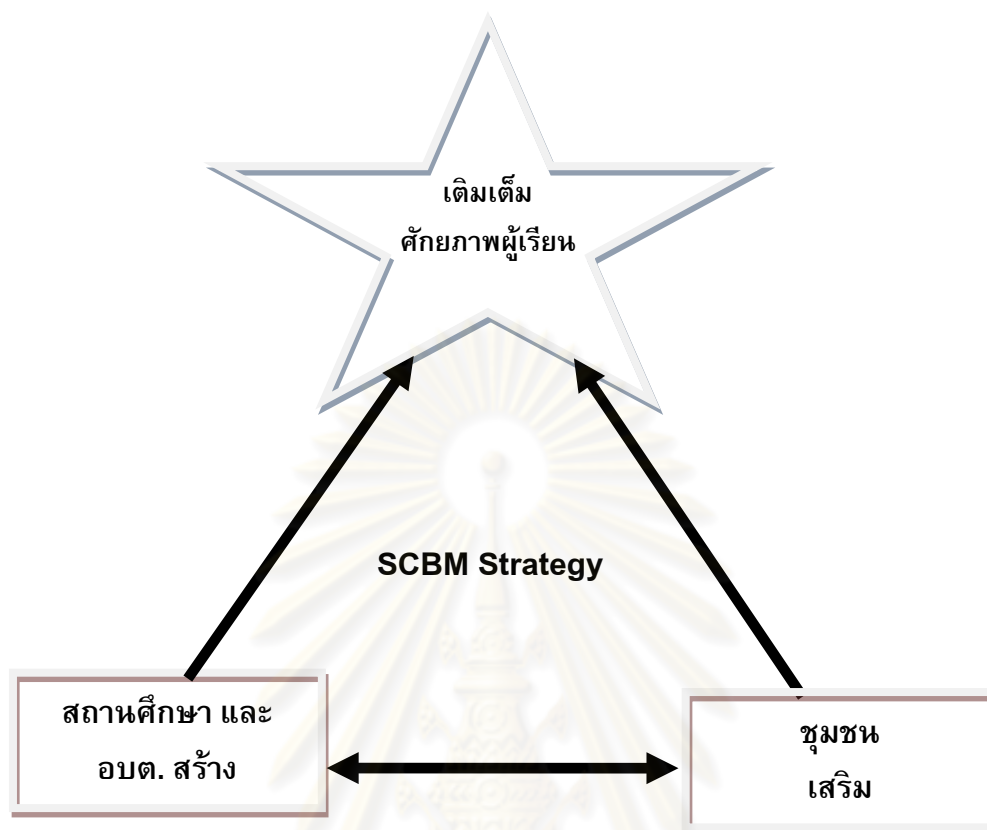 เติมเต็ม
ศักยภาพผู้เรียน
SCBM Strategy
สถานศึกษา และ
อบต. สร้าง
ชุมชน
เสริม